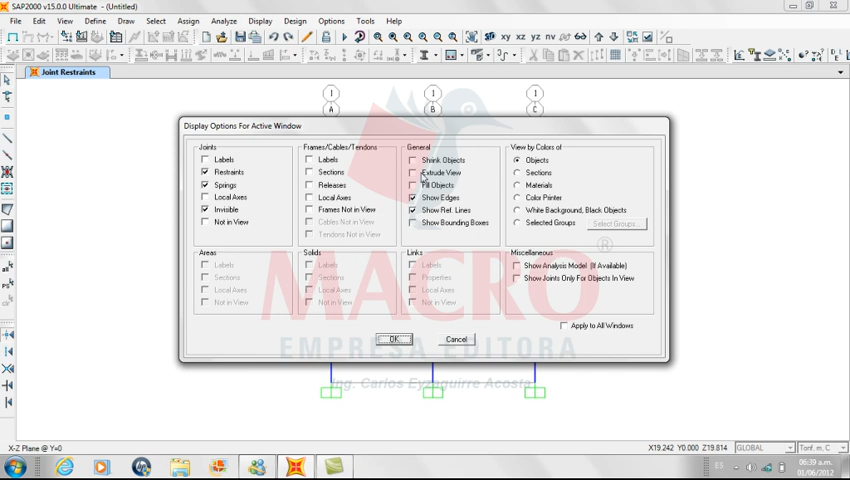 SAP2000 v15.0.0 Ultimate - (Untitled)
File Edit View Define Draw Select Assign Analyze Display Design Options Tools Help
xy xz yz nv
Joint Restraints
1 1 1
A B C
Display Options For Active Window
Joints
Labels
Restraints
Springs
Local Axes
Invisible
Not in View
Frames/Cables/Tendons
Labels
Sections
Releases
Local Axes
Frames Not in View
Cables Not in View
Tendons Not in View
General
Shrink Objects
Extrude View
Fill Objects
Show Edges
Show Ref. Lines
Show Bounding Boxes
View by Colors of
Objects
Sections
Materials
Color Printer
White Background, Black Objects
Selected Groups
Select Groups...
Areas
Labels
Sections
Local Axes
Not in View
Solids
Labels
Sections
Local Axes
Not in View
Links
Labels
Properties
Local Axes
Not in View
Miscellaneous
Show Analysis Model (If Available)
Show Joints Only For Objects In View
Apply to All Windows
OK Cancel
MACRO®
EMPRESA EDITORA
Ing. Carlos Eyzaguirre Acosta
X-Z Plane @ Y=0
X19.242 Y0.000 Z19.814
GLOBAL
Tonf, m, C
ES
06:39 a.m.
01/06/2012